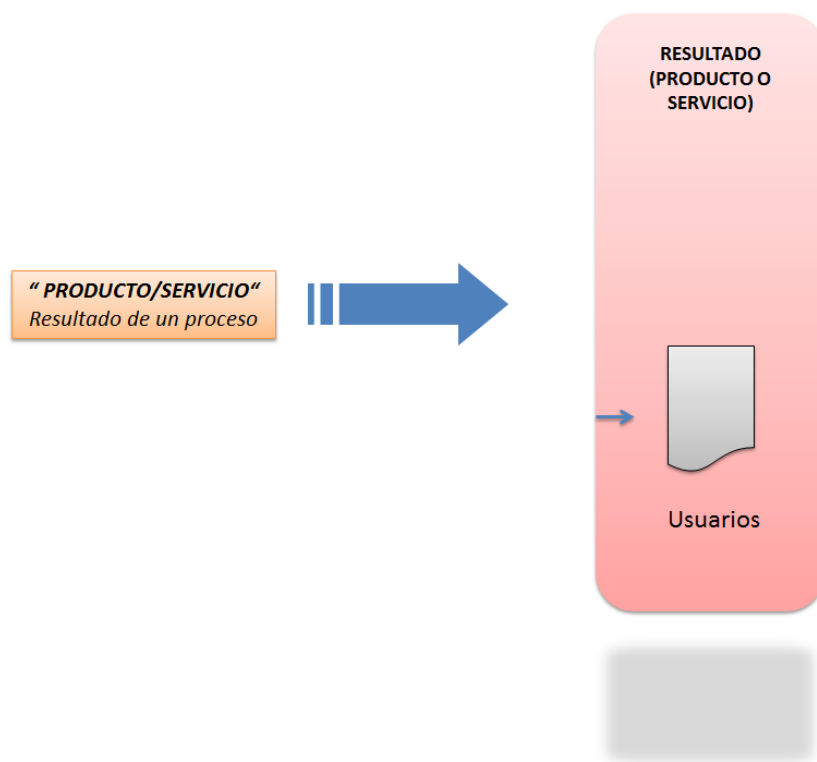 RESULTADO
(PRODUCTO O
SERVICIO)
“ PRODUCTO/SERVICIO“
Resultado de un proceso
Usuarios